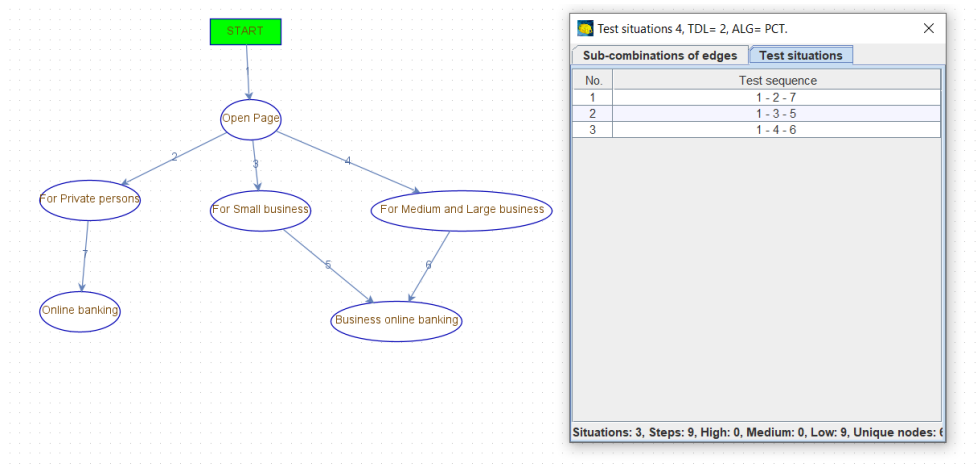 START
1
Open Page
2
3
4
For Private persons
For Small business
For Medium and Large business
7
5
6
Online banking
Business online banking
Test situations 4, TDL= 2, ALG= PCT.
Sub-combinations of edges
Test situations
No. Test sequence
1 1 - 2 - 7
2 1 - 3 - 5
3 1 - 4 - 6
Situations: 3, Steps: 9, High: 0, Medium: 0, Low: 9, Unique nodes: